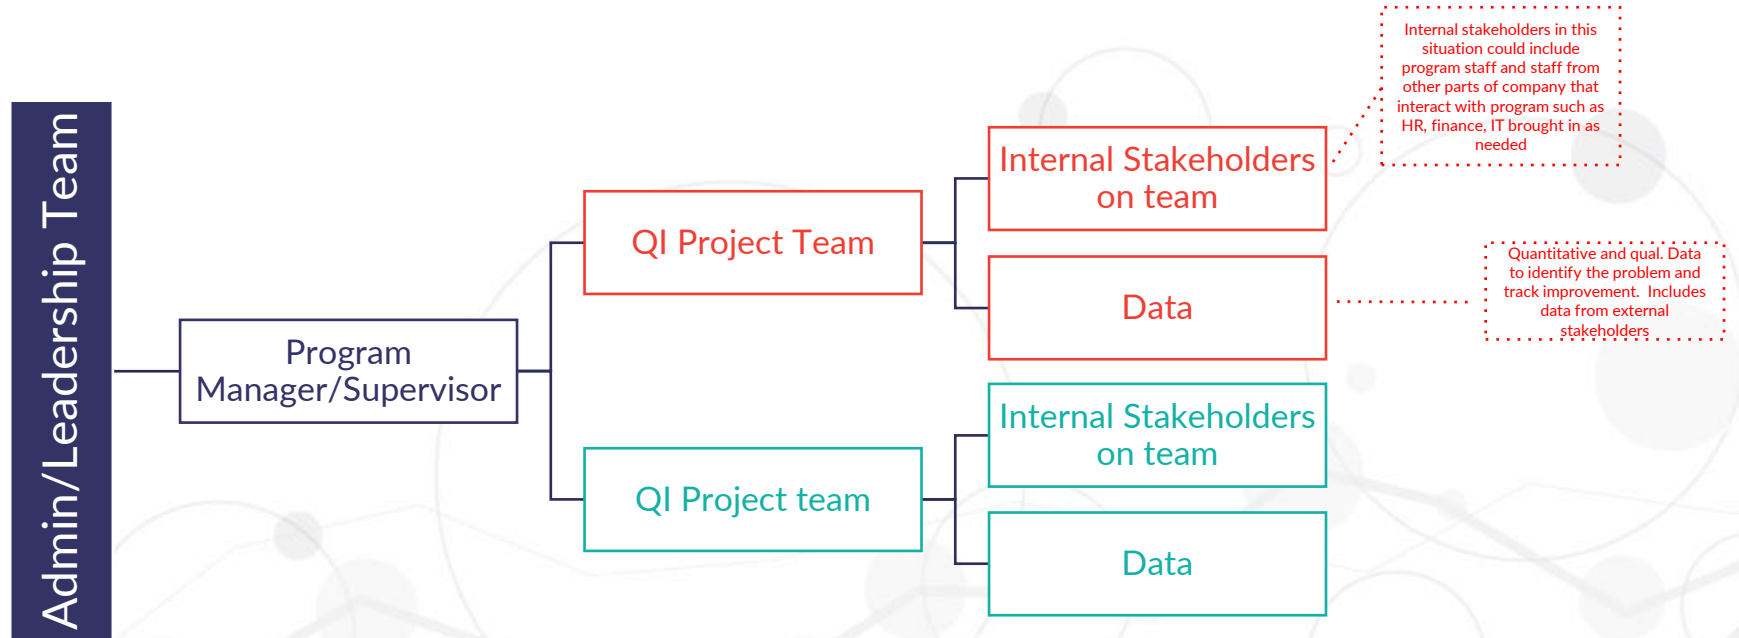 Admin/Leadership Team
Program
Manager/Supervisor
QI Project Team
Internal Stakeholders
on team
Internal stakeholders in this
situation could include
program staff and staff from
other parts of company that
interact with program such as
HR, finance, IT brought in as
needed
Data
Quantitative and qual. Data
to identify the problem and
track improvement.  Includes
data from external
stakeholders
QI Project team
Internal Stakeholders
on team
Data